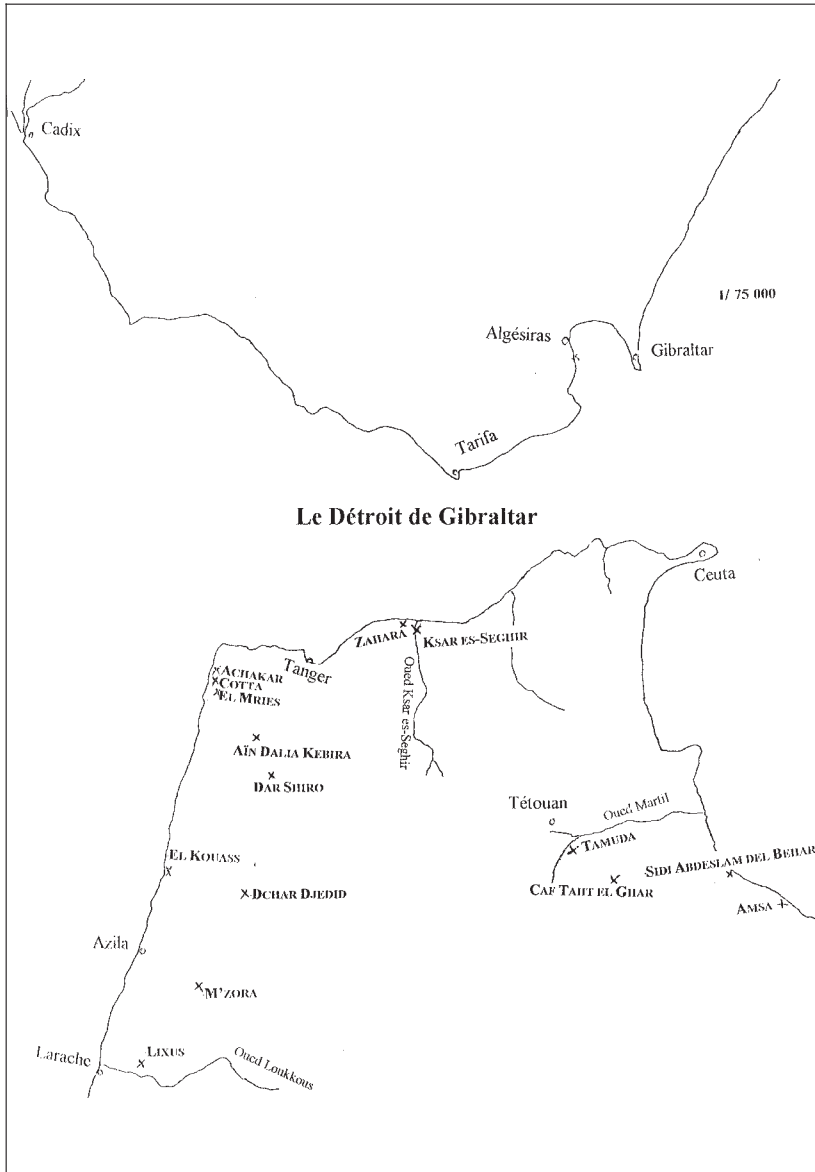 Cadix
1/ 75 000
Algésiras
Gibraltar
Tarifa
Le Détroit de Gibraltar
Ceuta
ZAHARA
KSAR ES-SEGHIR
Tanger
ACHAKAR
COTTA
EL MRIES
Oued Ksar es-Seghir
AÏN DALIA KEBIRA
DAR SHIRO
Tétouan
Oued Martil
TAMUDA
EL KOUASS
SIDI ABDESLAM DEL BEHAR
CAF TAHT EL GHAR
DCHAR DJEDID
AMSA
Azila
M'ZORA
LIXUS
Larache
Oued Loukkous